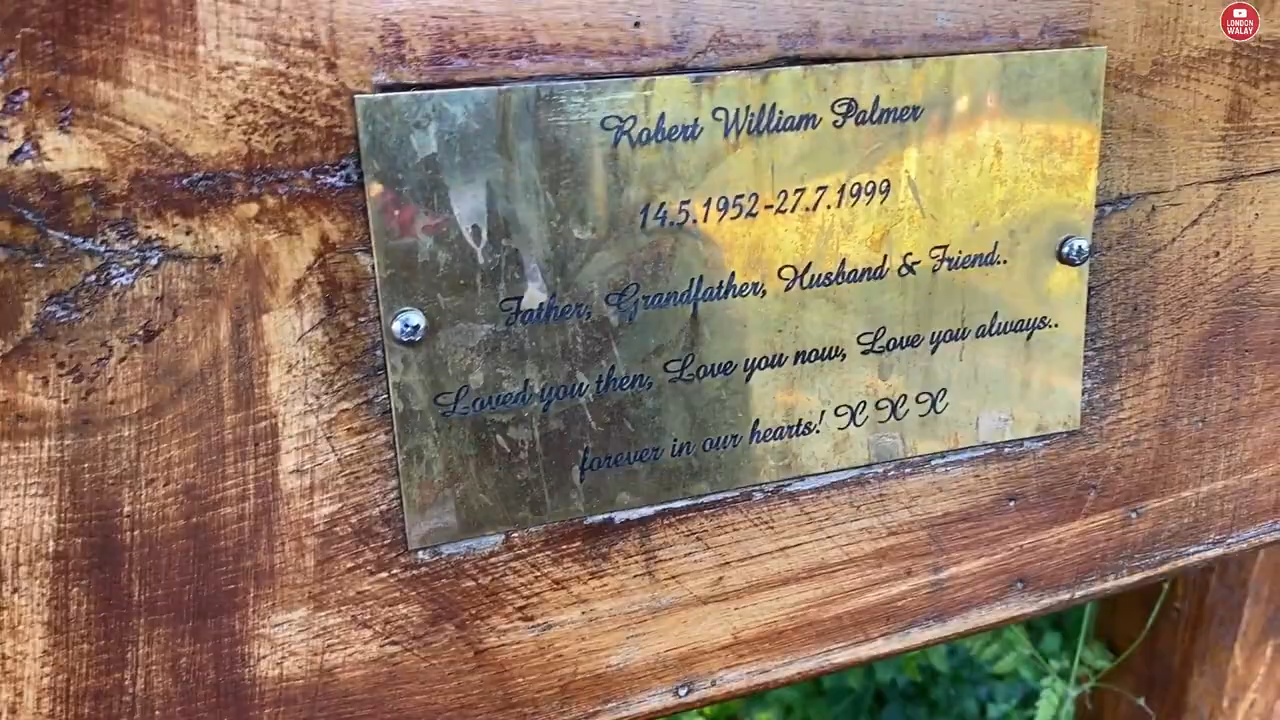 LONDON
WALAY
Robert William Palmer
14.5.1952-27.7.1999
Father, Grandfather, Husband & Friend..
Loved you then, Love you now, Love you always..
forever in our hearts! X X X